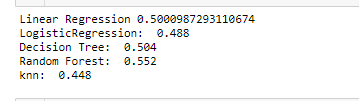 Linear Regression 0.5000987293110674
LogisticRegression:  0.488
Decision Tree:  0.504
Random Forest:  0.552
knn:  0.448